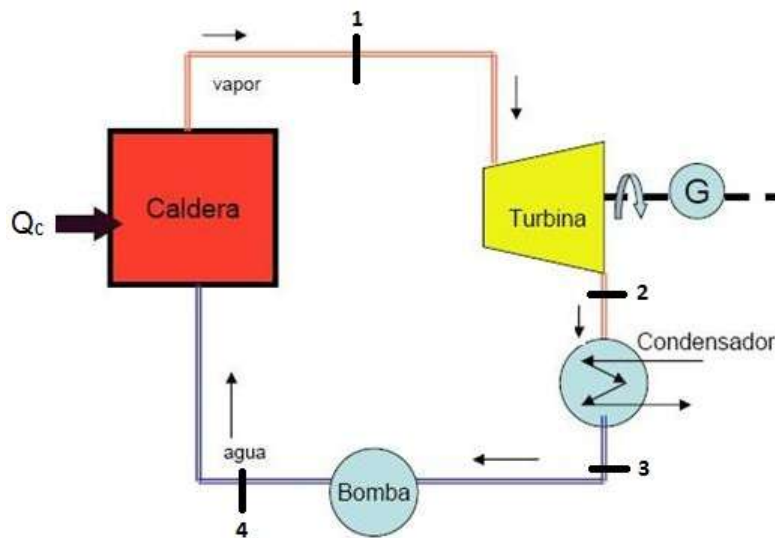 1
vapor
Caldera
Qc
Turbina
G
2
Condensador
agua
Bomba
3
4